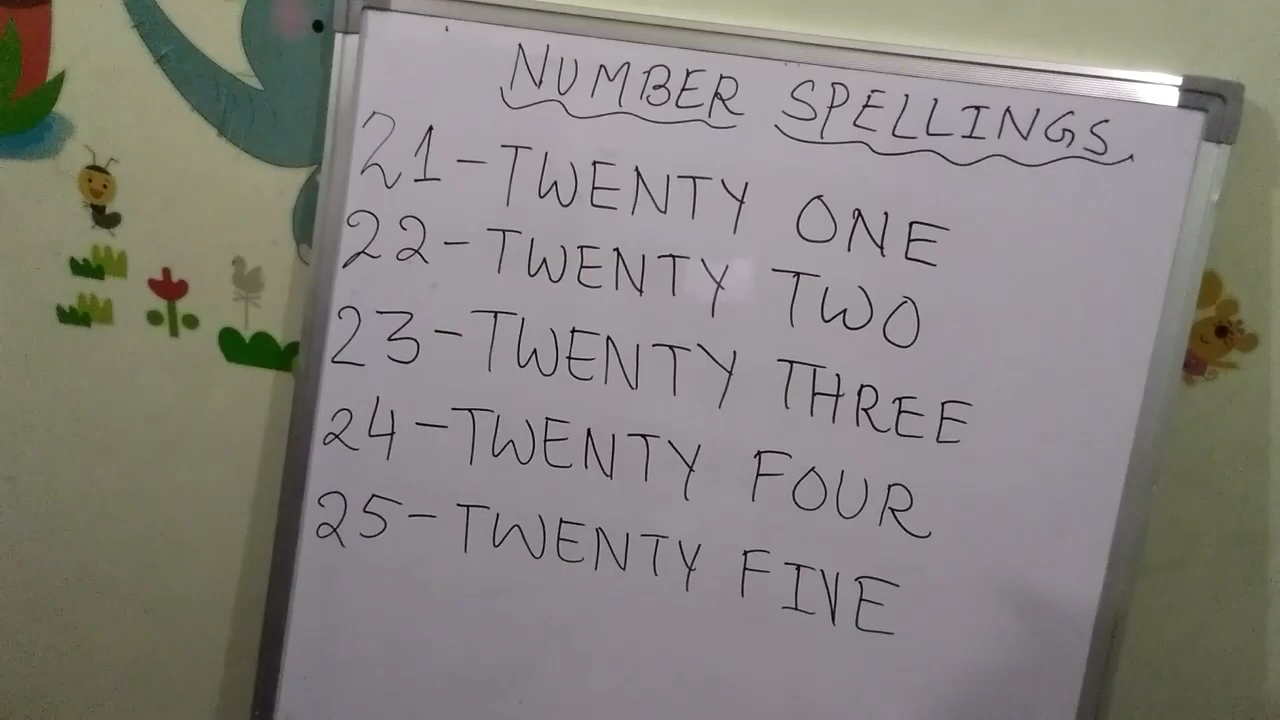 NUMBER SPELLINGS
21-TWENTY ONE
22-TWENTY TWO
23-TWENTY THREE
24-TWENTY FOUR
25-TWENTY FIVE